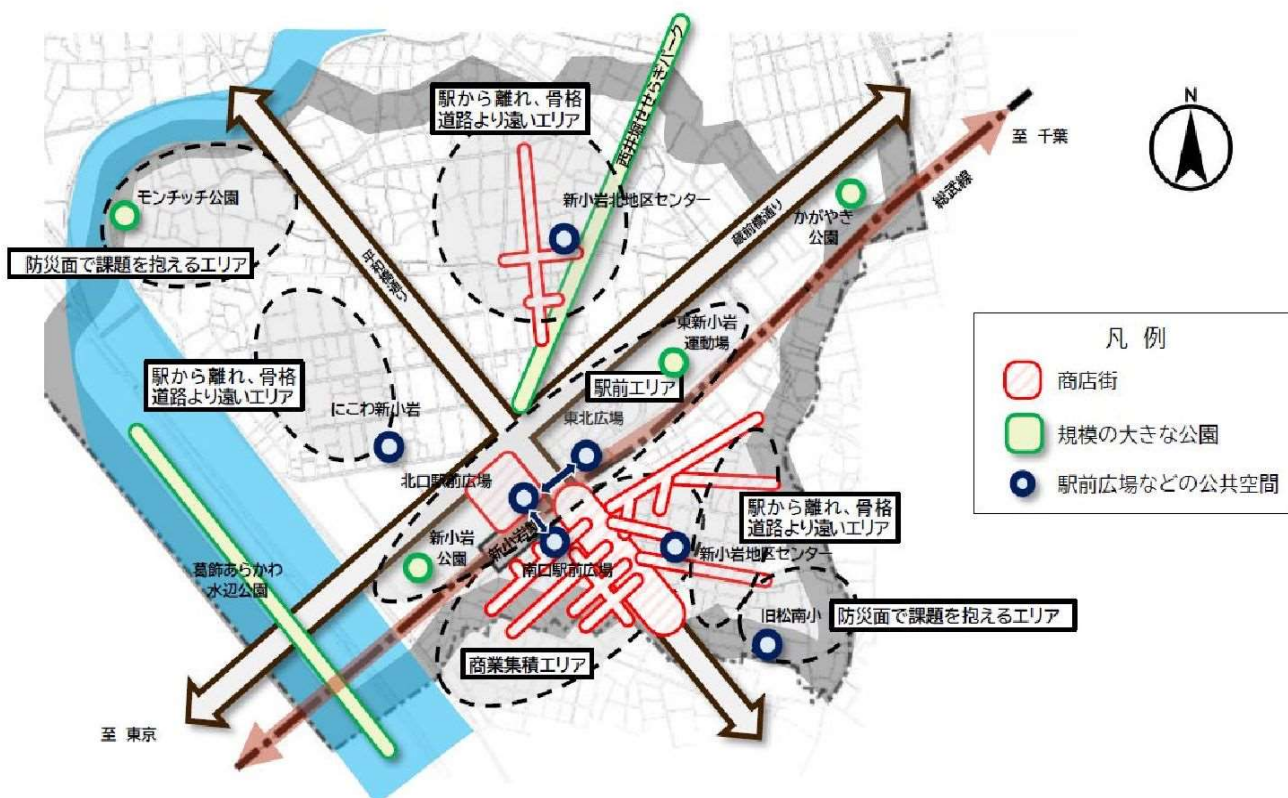 N
至 千葉
総武線
西井堀せせらぎパーク
駅から離れ、骨格
道路より遠いエリア
新小岩北地区センター
モンチッチ公園
防災面で課題を抱えるエリア
平和橋通り
蔵前橋通り
かがやき
公園
東新小岩
運動場
駅前エリア
駅から離れ、骨格
道路より遠いエリア
にこわ新小岩
東北広場
北口駅前広場
新小岩
公園
新小岩
南口駅前広場
駅から離れ、骨格
道路より遠いエリア
新小岩地区センター
葛飾あらかわ
水辺公園
旧松南小
防災面で課題を抱えるエリア
商業集積エリア
至 東京
凡 例
商店街
規模の大きな公園
駅前広場などの公共空間